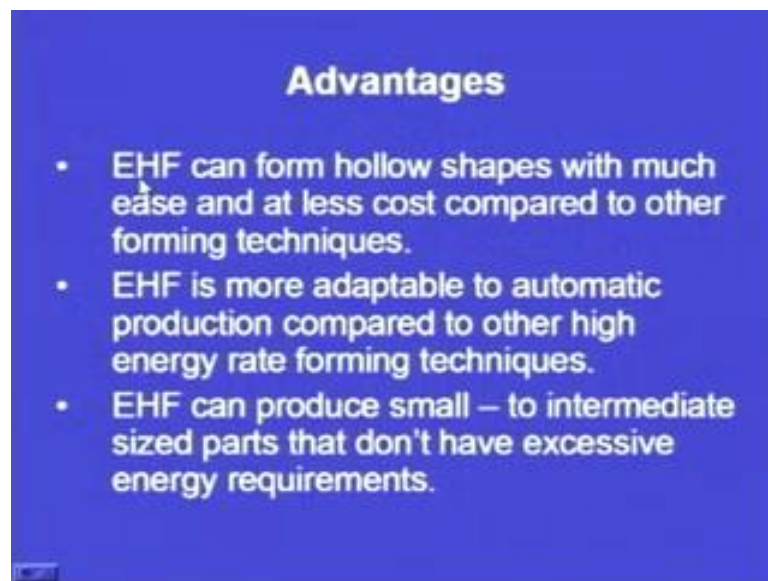 Advantages
• EHF can form hollow shapes with much
ease and at less cost compared to other
forming techniques.
• EHF is more adaptable to automatic
production compared to other high
energy rate forming techniques.
• EHF can produce small – to intermediate
sized parts that don't have excessive
energy requirements.